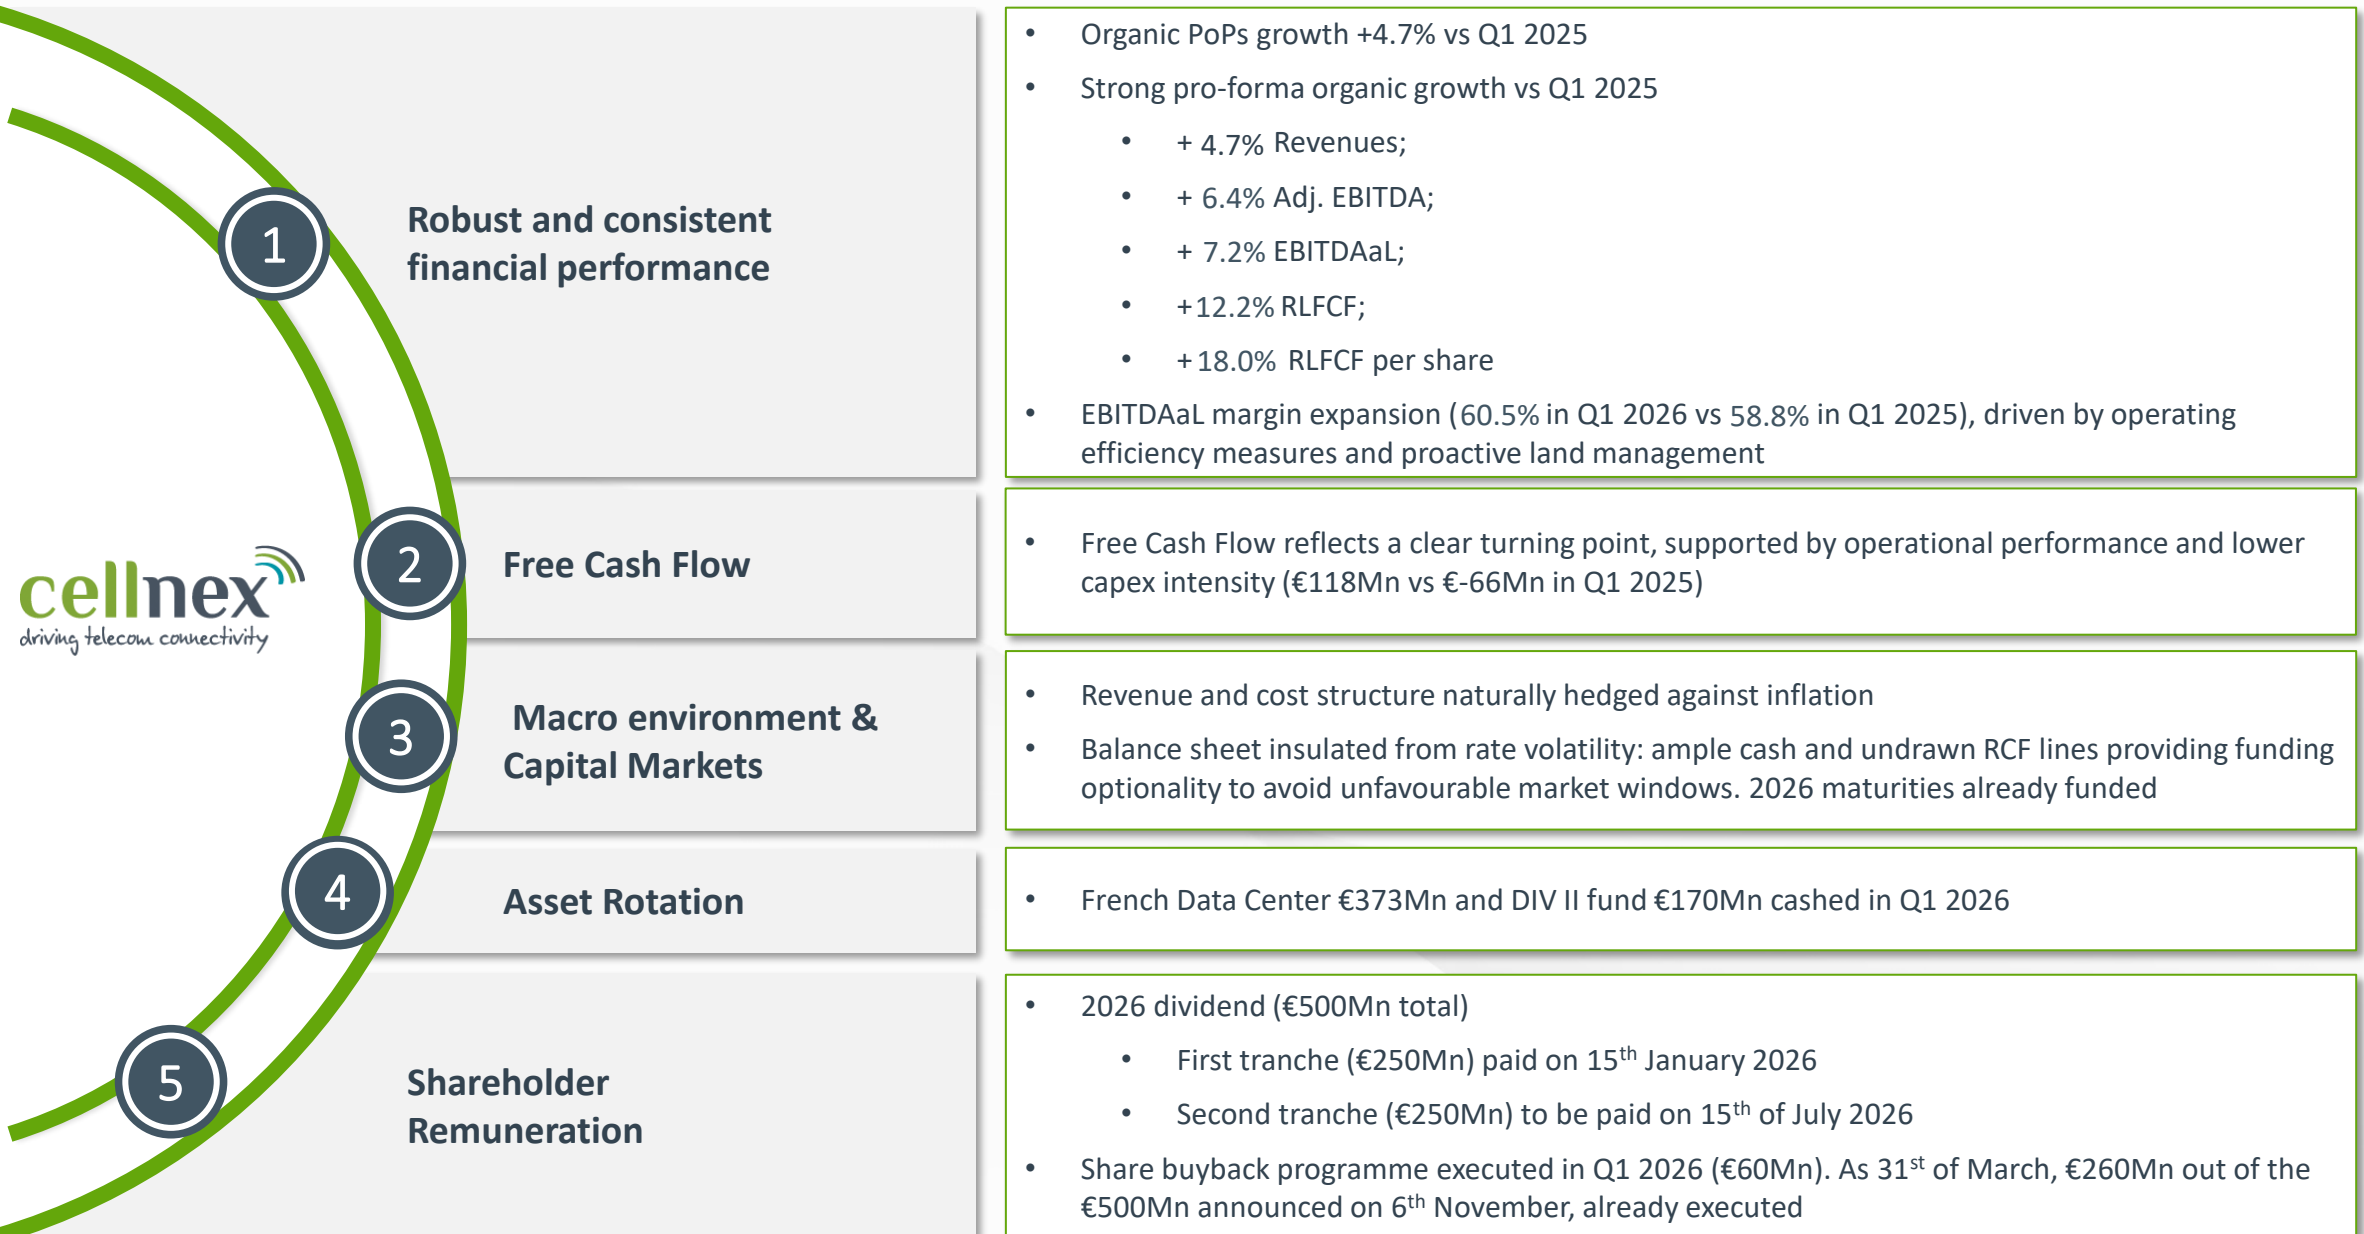 cellnex
driving telecom connectivity
1
Robust and consistent
financial performance
• Organic PoPs growth +4.7% vs Q1 2025
• Strong pro-forma organic growth vs Q1 2025
• + 4.7% Revenues;
• + 6.4% Adj. EBITDA;
• + 7.2% EBITDAaL;
• +12.2% RLFCF;
• +18.0% RLFCF per share
• EBITDAaL margin expansion (60.5% in Q1 2026 vs 58.8% in Q1 2025), driven by operating
efficiency measures and proactive land management
2
Free Cash Flow
• Free Cash Flow reflects a clear turning point, supported by operational performance and lower
capex intensity (€118Mn vs €-66Mn in Q1 2025)
3
Macro environment &
Capital Markets
• Revenue and cost structure naturally hedged against inflation
• Balance sheet insulated from rate volatility: ample cash and undrawn RCF lines providing funding
optionality to avoid unfavourable market windows. 2026 maturities already funded
4
Asset Rotation
• French Data Center €373Mn and DIV II fund €170Mn cashed in Q1 2026
5
Shareholder
Remuneration
• 2026 dividend (€500Mn total)
• First tranche (€250Mn) paid on 15th January 2026
• Second tranche (€250Mn) to be paid on 15th of July 2026
• Share buyback programme executed in Q1 2026 (€60Mn). As 31st of March, €260Mn out of the
€500Mn announced on 6th November, already executed